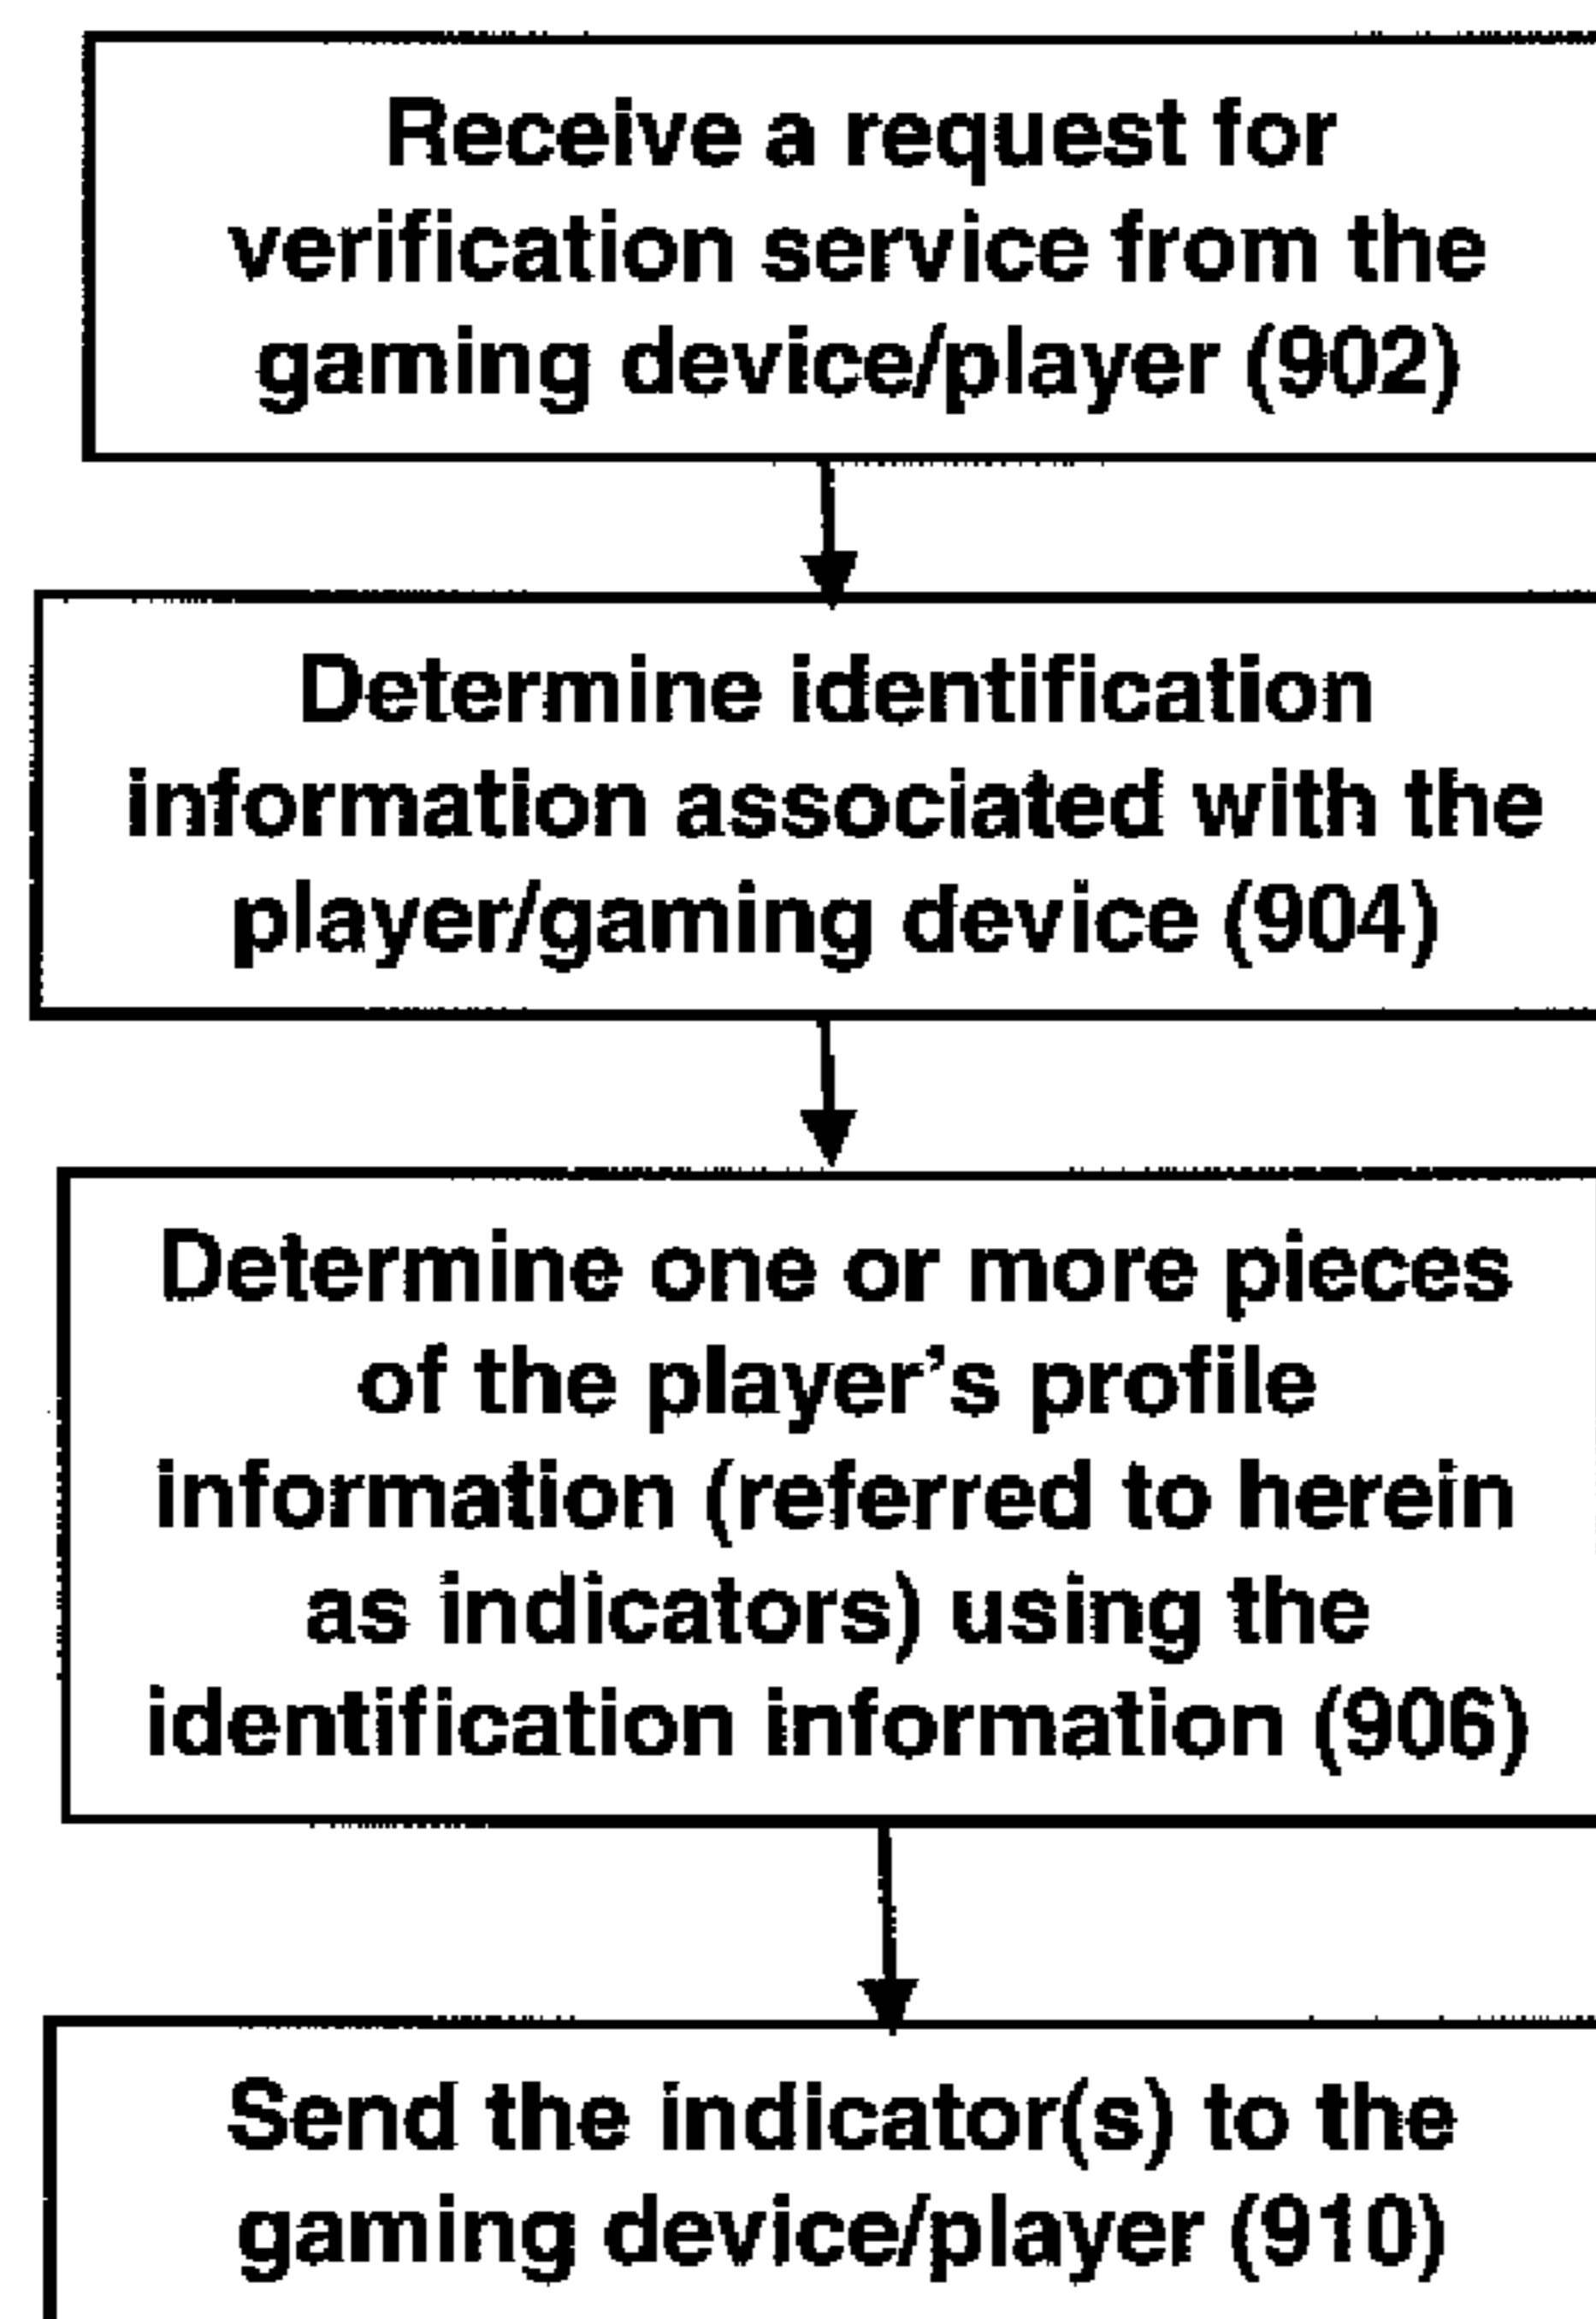 Receive a request for
verification service from the
gaming device/player (902)
Determine identification
information associated with the
player/gaming device (904)
Determine one or more pieces
of the player’s profile
information (referred to herein
as indicators) using the
identification information (906)
Send the indicator(s) to the
gaming device/player (910)